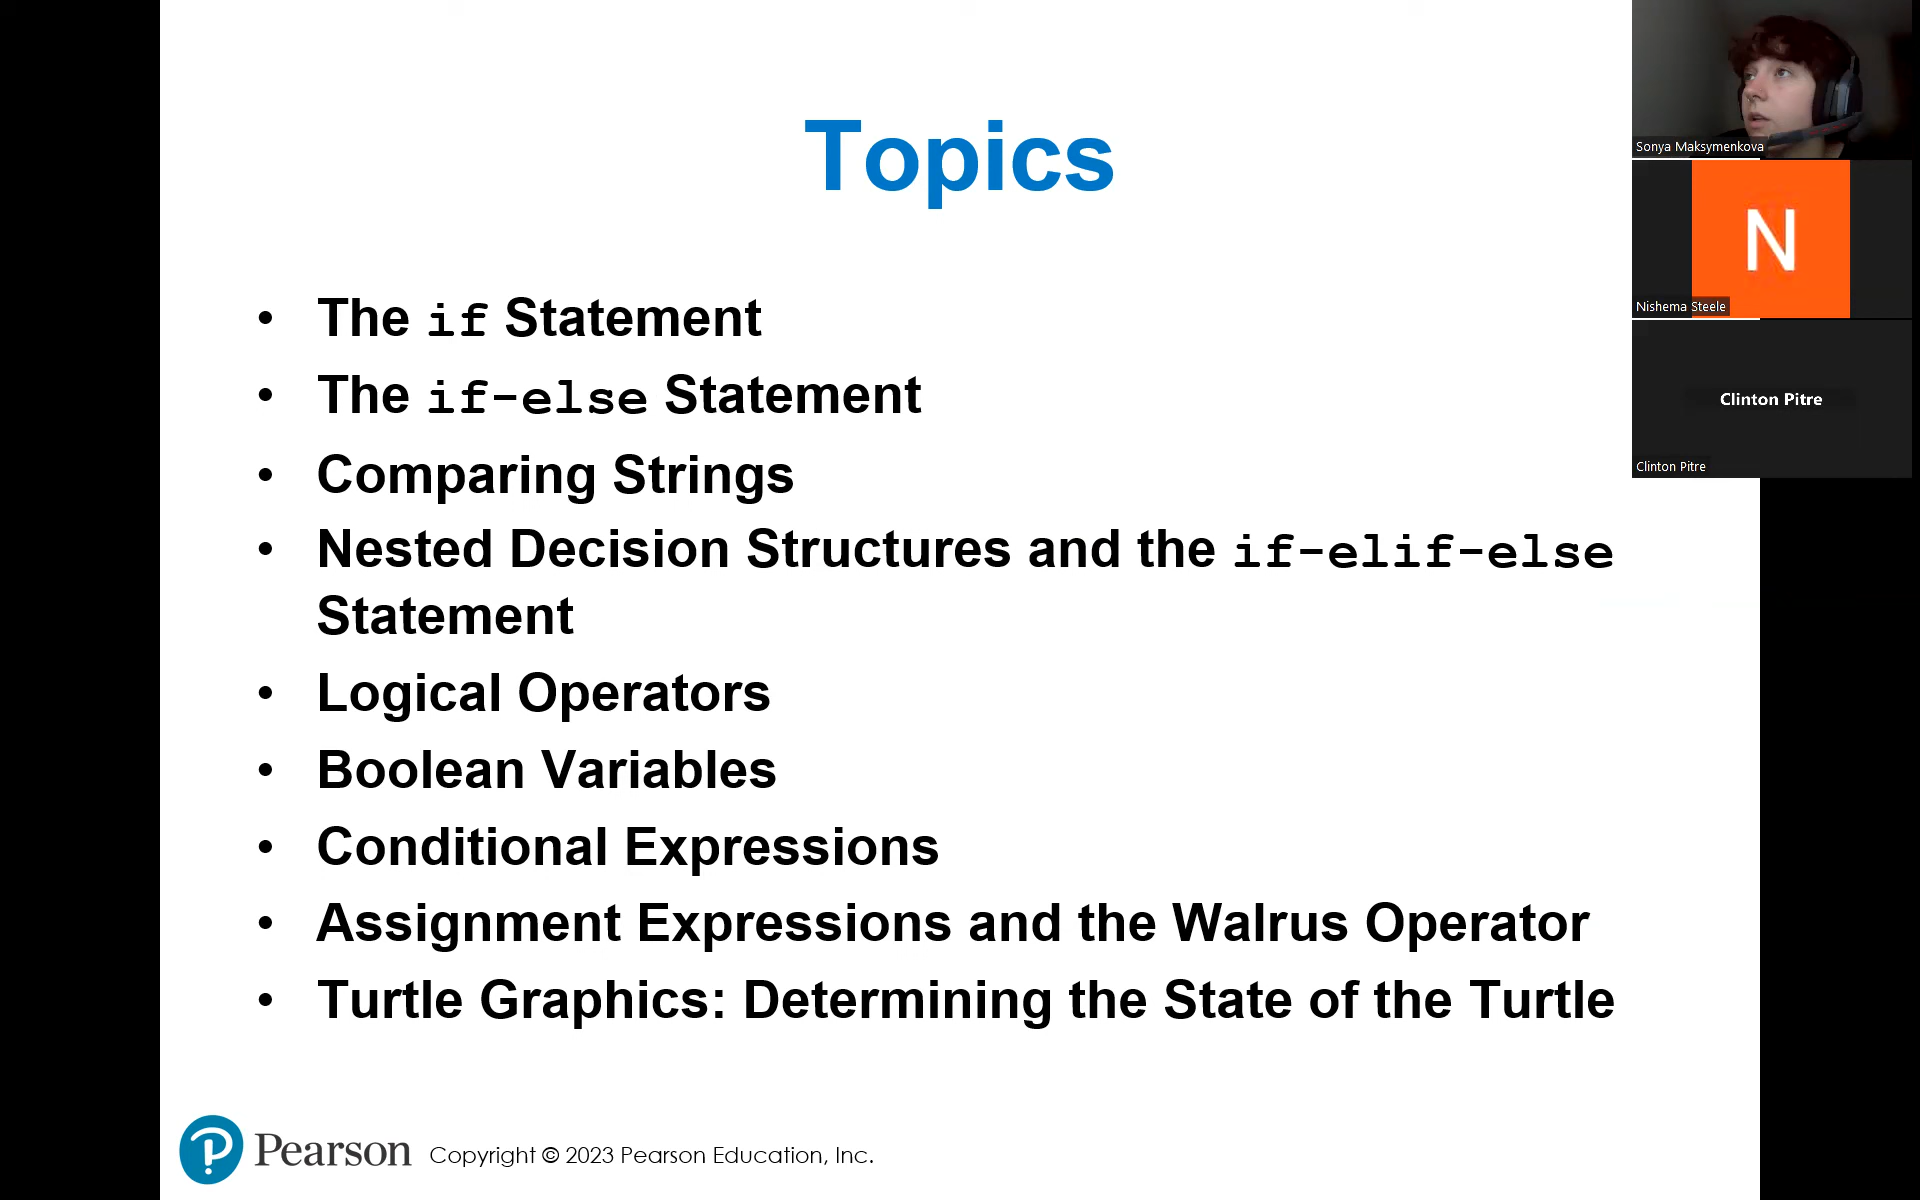 Topics
• The if Statement
• The if-else Statement
• Comparing Strings
• Nested Decision Structures and the if-elif-else
Statement
• Logical Operators
• Boolean Variables
• Conditional Expressions
• Assignment Expressions and the Walrus Operator
• Turtle Graphics: Determining the State of the Turtle
Pearson Copyright © 2023 Pearson Education, Inc.
Sonya Maksymenkova
N
Nishema Steele
Clinton Pitre
Clinton Pitre